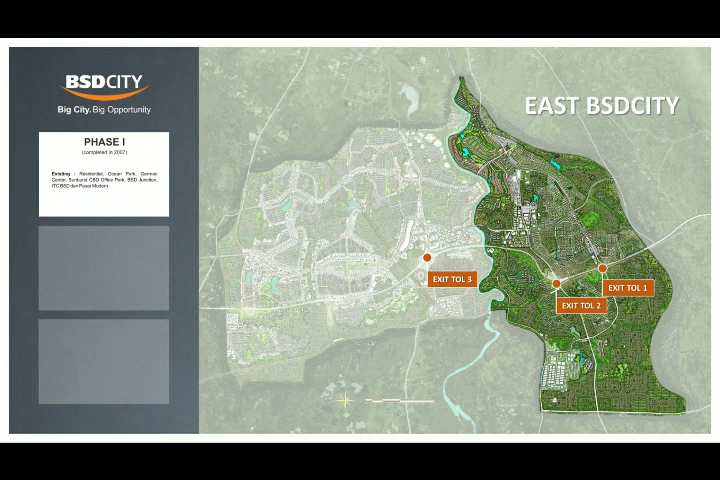 BSDCITY
Big City. Big Opportunity
PHASE I
(completed in 2007)
Existing : Residential, Ocean Park, German
Center, Sunburst CBD Office Park, BSD Junction,
ITC BSD dan Pasar Modern
EAST BSDCITY
EXIT TOL 3
EXIT TOL 1
EXIT TOL 2